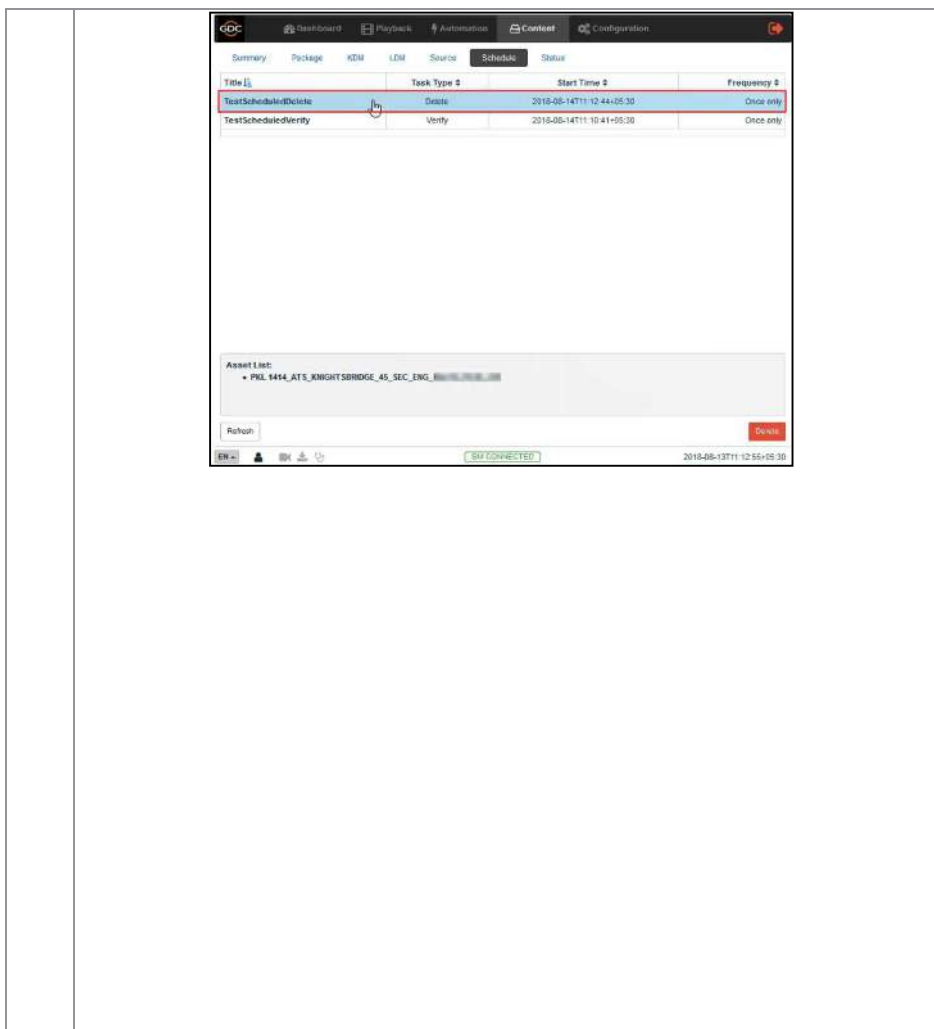 GDC Dashboard Playback Automation Content Configuration
Summary Package KDM LDM Source Schedule Status
Title Task Type Start Time Frequency
TestScheduledDelete Delete 2018-08-14T11:12:44+05:30 Once only
TestScheduledVerify Verify 2018-08-14T11:10:41+05:30 Once only
Asset List:
• PKL 1414_ATS_KNIGHTSBRIDGE_45_SEC_ENG_
Refresh Delete
EN SM CONNECTED 2018-08-13T11:12:55+05:30